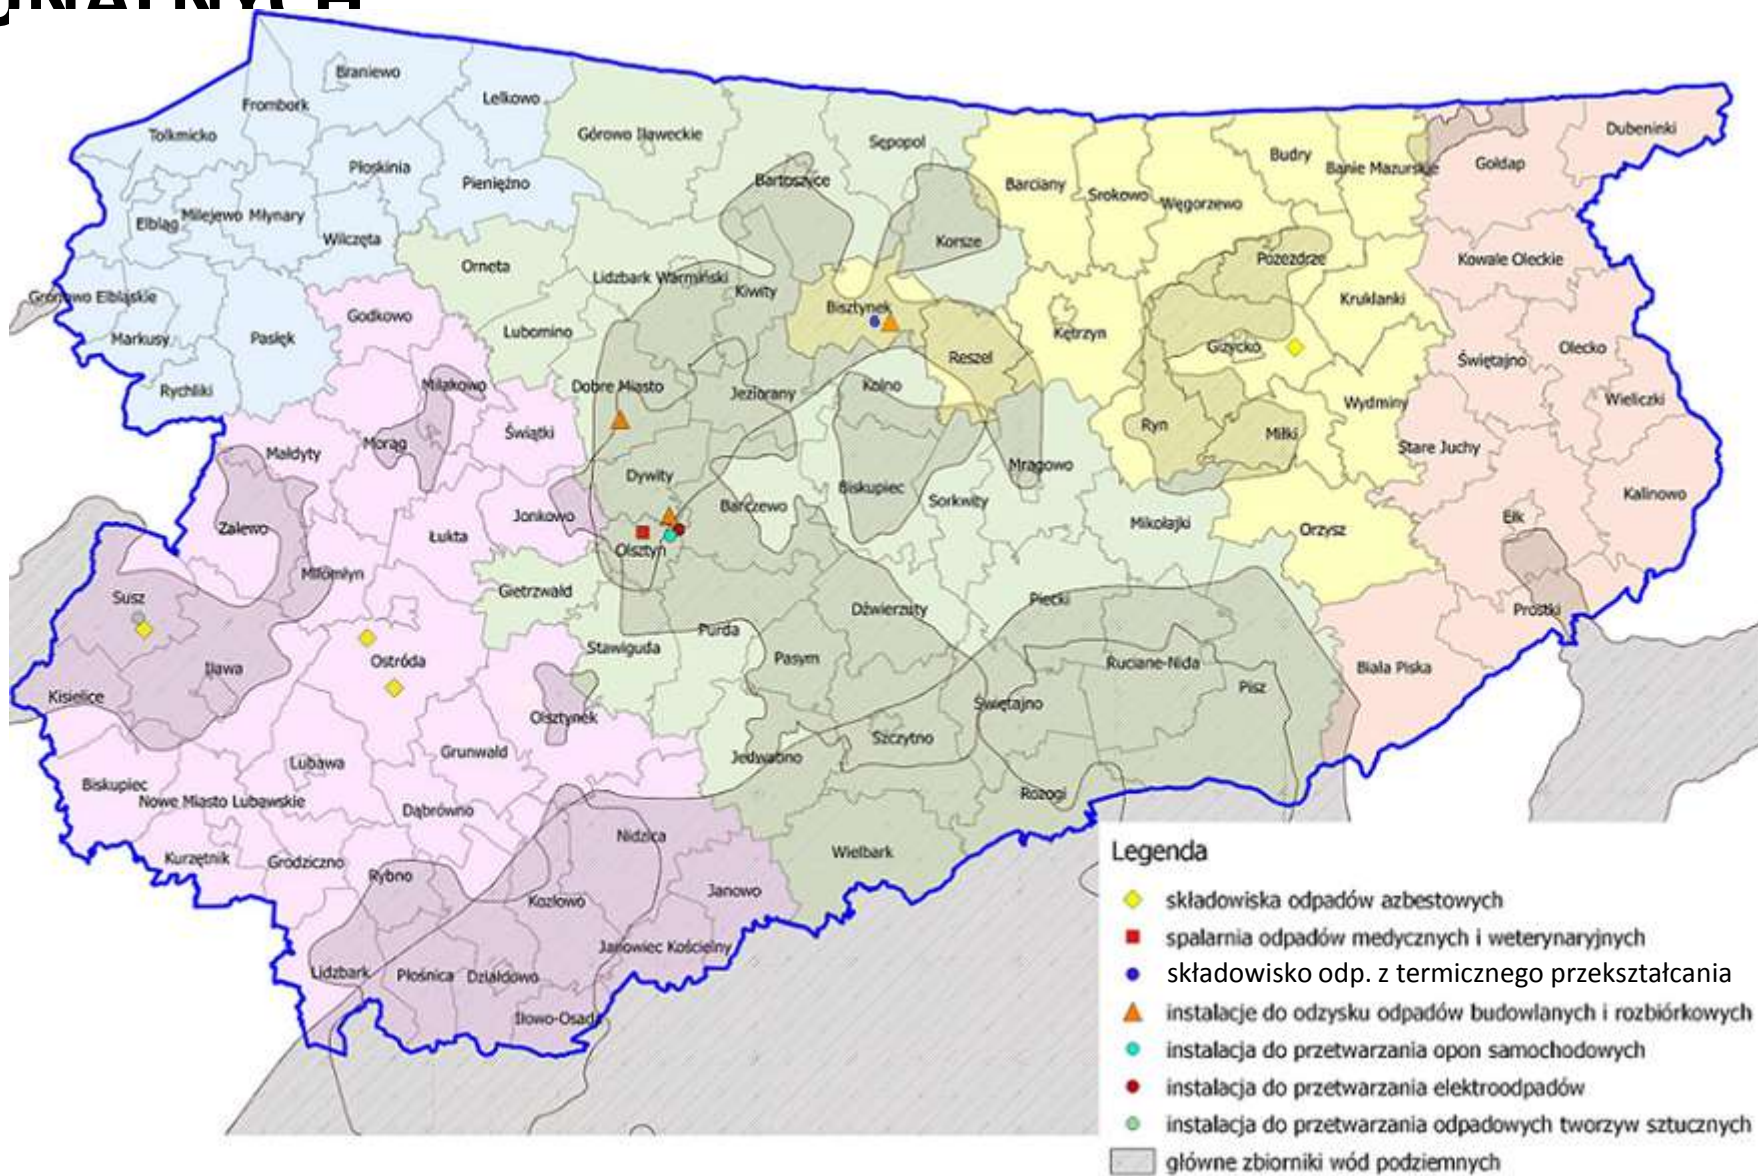 Braniewo
Lelkowo
Frombork
Tolkmicko
Górowo Iławeckie
Sępopol
Dubeninki
Budry
Banie Mazurskie
Gołdap
Płoskinia
Pieniężno
Bartoszyce
Barciany
Srokowo
Węgorzewo
Elbląg
Milejewo
Młynary
Wilczęta
Korsze
Orneta
Lidzbark Warmiński
Kiwity
Pozezdrze
Kowale Oleckie
Gronowo Elbląskie
Godkowo
Bisztynek
Kruklanki
Markusy
Pasłęk
Lubomino
Kętrzyn
Giżycko
Świętajno
Olecko
Reszel
Rychliki
Miłakowo
Dobre Miasto
Jeziorany
Kolno
Wydminy
Wieliczki
Małdyty
Morąg
Świątki
Ryn
Miłki
Stare Juchy
Dywity
Mrągowo
Kalinowo
Zalewo
Jonkowo
Barczewo
Biskupiec
Sorkwity
Mikołajki
Orzysz
Ełk
Łukta
Olsztyn
Miłomłyn
Gietrzwałd
Susz
Dźwierzuty
Piecki
Prostki
Purda
Stawiguda
Ostróda
Iława
Pasym
Ruciane-Nida
Biała Piska
Kisielice
Pisz
Świętajno
Olsztynek
Szczytno
Grunwald
Jedwabno
Lubawa
Biskupiec
Nowe Miasto Lubawskie
Dąbrówno
Rozogi
Nidzica
Wielbark
Kurzętnik
Grodziczno
Rybno
Janowo
Kozłowo
Janowiec Kościelny
Lidzbark
Płośnica
Działdowo
Iłowo-Osada
Legenda
składowiska odpadów azbestowych
spalarnia odpadów medycznych i weterynaryjnych
składowisko odp. z termicznego przekształcania
instalacje do odzysku odpadów budowlanych i rozbiórkowych
instalacja do przetwarzania opon samochodowych
instalacja do przetwarzania elektroodpadów
instalacja do przetwarzania odpadowych tworzyw sztucznych
główne zbiorniki wód podziemnych